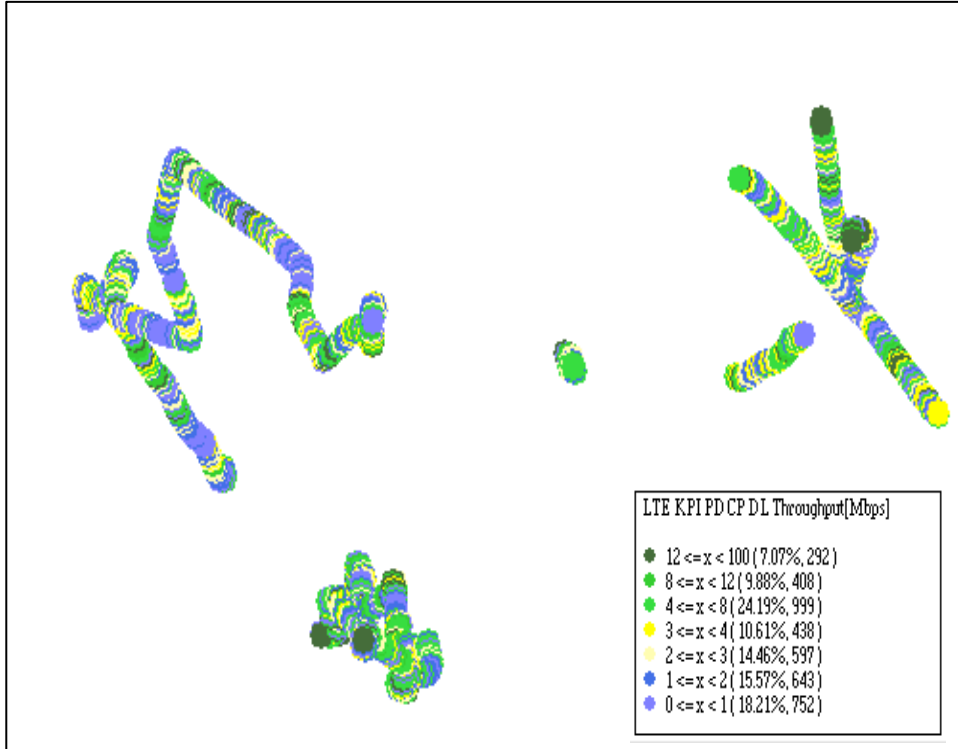 LTE KPI PDCP DL Throughput[Mbps]
12 <=x < 100 ( 7.07%, 292 )
8 <=x < 12 ( 9.88%, 408 )
4 <=x < 8 ( 24.19%, 999 )
3 <=x < 4 ( 10.61%, 438 )
2 <=x < 3 ( 14.46%, 597 )
1 <=x < 2 ( 15.57%, 643 )
0 <=x < 1 ( 18.21%, 752 )